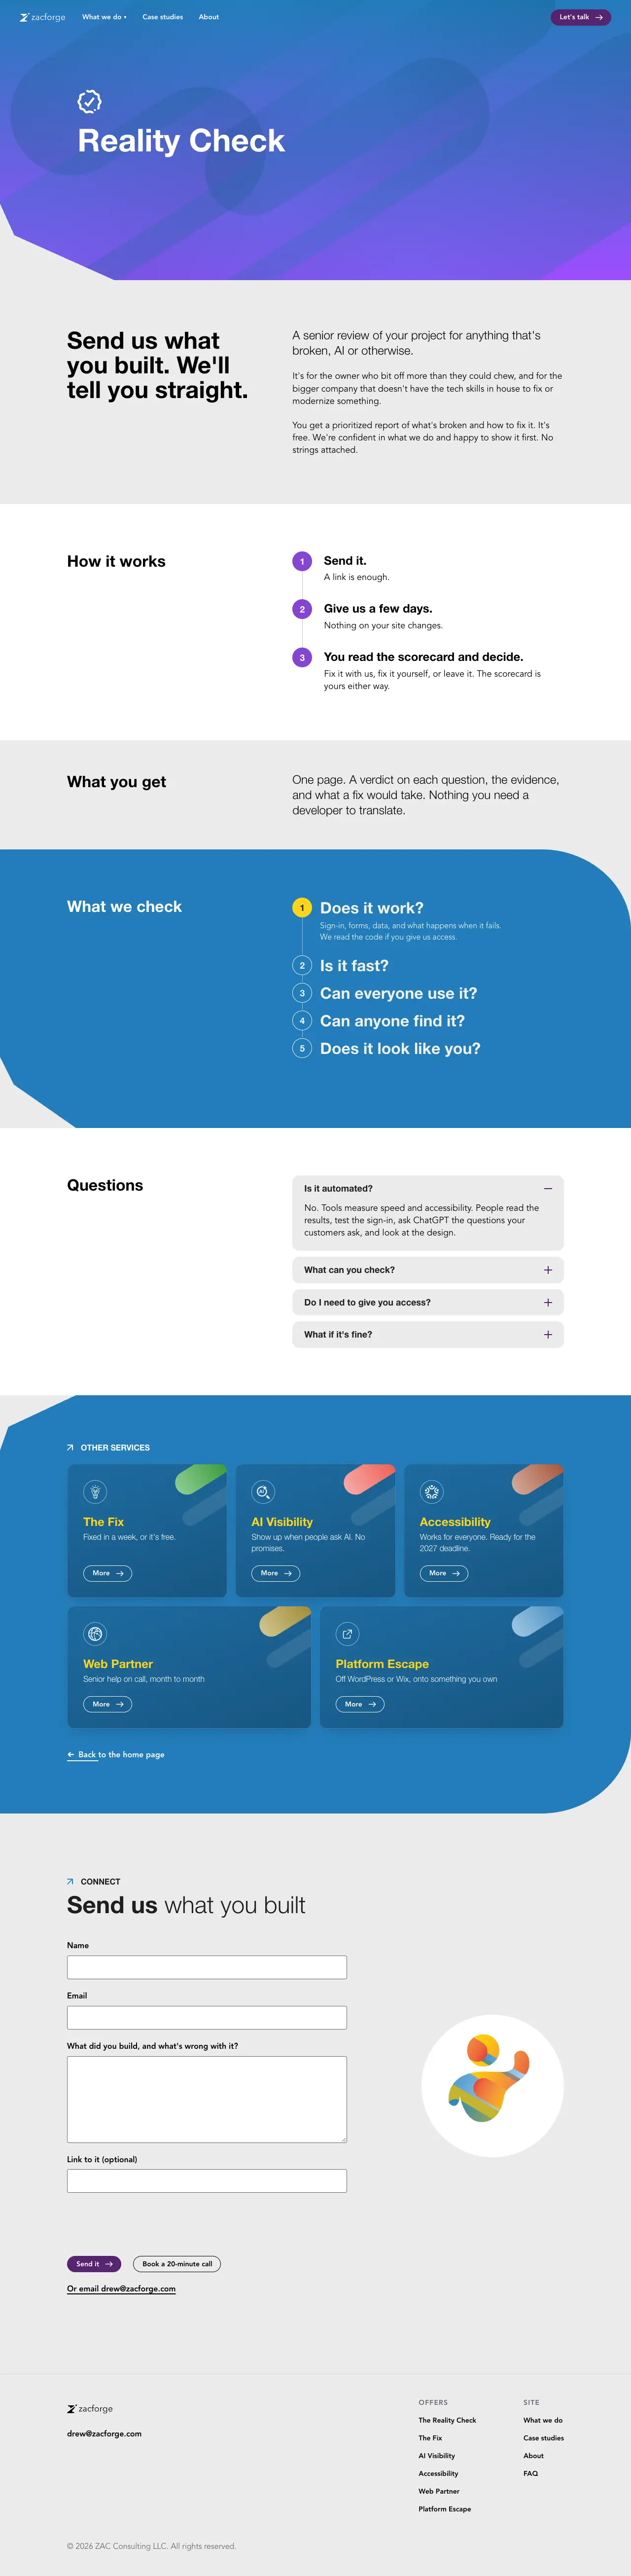 zacforge
What we do
Case studies
About
Let's talk
Reality Check
Send us what
you built. We'll
tell you straight.
A senior review of your project for anything that's
broken, AI or otherwise.
It's for the owner who bit off more than they could chew, and for the
bigger company that doesn't have the tech skills in house to fix or
modernize something.
You get a prioritized report of what's broken and how to fix it. It's
free. We're confident in what we do and happy to show it first. No
strings attached.
How it works
1
Send it.
A link is enough.
2
Give us a few days.
Nothing on your site changes.
3
You read the scorecard and decide.
Fix it with us, fix it yourself, or leave it. The scorecard is
yours either way.
What you get
One page. A verdict on each question, the evidence,
and what a fix would take. Nothing you need a
developer to translate.
What we check
1
Does it work?
Sign-in, forms, data, and what happens when it fails.
We read the code if you give us access.
2
Is it fast?
3
Can everyone use it?
4
Can anyone find it?
5
Does it look like you?
Questions
Is it automated?
No. Tools measure speed and accessibility. People read the
results, test the sign-in, ask ChatGPT the questions your
customers ask, and look at the design.
What can you check?
Do I need to give you access?
What if it's fine?
OTHER SERVICES
The Fix
Fixed in a week, or it's free.
More
AI Visibility
Show up when people ask AI. No
promises.
More
Accessibility
Works for everyone. Ready for the
2027 deadline.
More
Web Partner
Senior help on call, month to month
More
Platform Escape
Off WordPress or Wix, onto something you own
More
Back to the home page
CONNECT
Send us what you built
Name
Email
What did you build, and what's wrong with it?
Link to it (optional)
Send it
Book a 20-minute call
Or email drew@zacforge.com
zacforge
drew@zacforge.com
OFFERS
The Reality Check
The Fix
AI Visibility
Accessibility
Web Partner
Platform Escape
SITE
What we do
Case studies
About
FAQ
© 2026 ZAC Consulting LLC. All rights reserved.